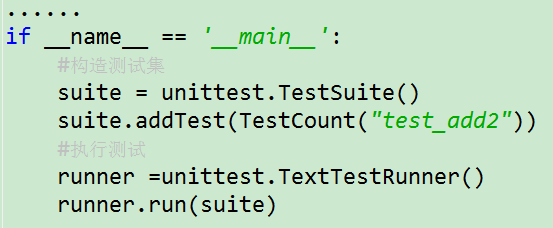 ......
if __name__ == '__main__':
    #构造测试集
    suite = unittest.TestSuite()
    suite.addTest(TestCount("test_add2"))
    #执行测试
    runner =unittest.TextTestRunner()
    runner.run(suite)